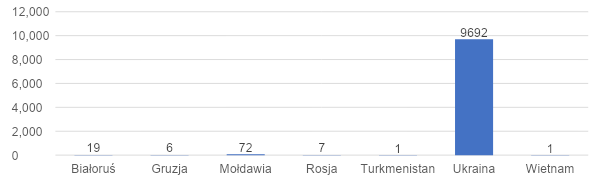 12,000
10,000
8,000
6,000
4,000
2,000
0
19
6
72
7
1
9692
1
Białoruś
Gruzja
Mołdawia
Rosja
Turkmenistan
Ukraina
Wietnam